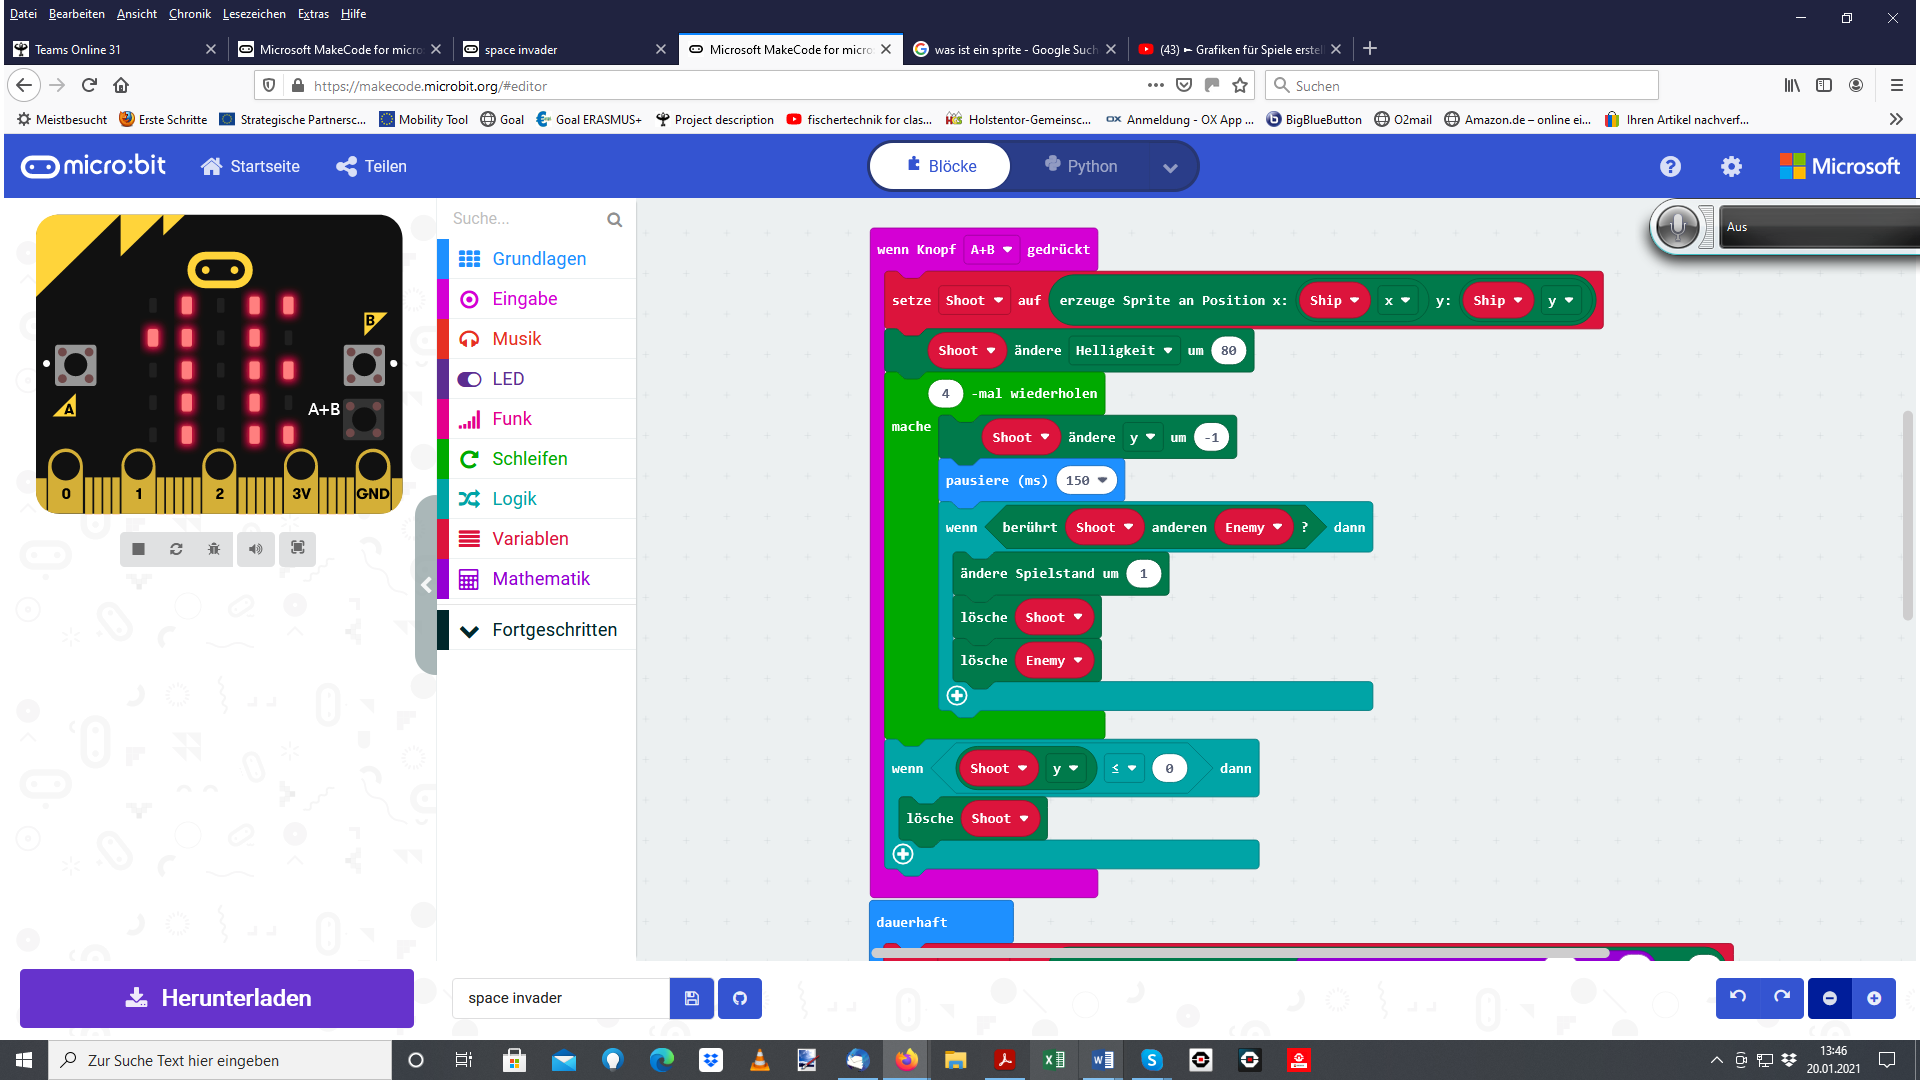 Datei Bearbeiten Ansicht Chronik Lesezeichen Extras Hilfe
Teams Online 31
Microsoft MakeCode for micro
space invader
Microsoft MakeCode for micro
was ist ein sprite - Google Such
(43) ► Grafiken für Spiele erstell
https://makecode.microbit.org/#editor
Suchen
Meistbesucht Erste Schritte Strategische Partnersc... Mobility Tool Goal Goal ERASMUS+ Project description fischertechnik for clas... Holstentor-Gemeinsc... Anmeldung - OX App ... BigBlueButton O2mail Amazon.de – online ei... Ihren Artikel nachverf...
micro:bit Startseite Teilen Blöcke Python Microsoft
Aus
B
A
A+B
0 1 2 3V GND
Suche...
Grundlagen
Eingabe
Musik
LED
Funk
Schleifen
Logik
Variablen
Mathematik
Fortgeschritten
wenn Knopf A+B gedrückt
setze Shoot auf erzeuge Sprite an Position x: Ship x y: Ship y
Shoot ändere Helligkeit um 80
4 -mal wiederholen
mache
Shoot ändere y um -1
pausiere (ms) 150
wenn berührt Shoot anderen Enemy ? dann
ändere Spielstand um 1
lösche Shoot
lösche Enemy
wenn Shoot y ≤ 0 dann
lösche Shoot
dauerhaft
Herunterladen
space invader
Zur Suche Text hier eingeben
13:46
20.01.2021